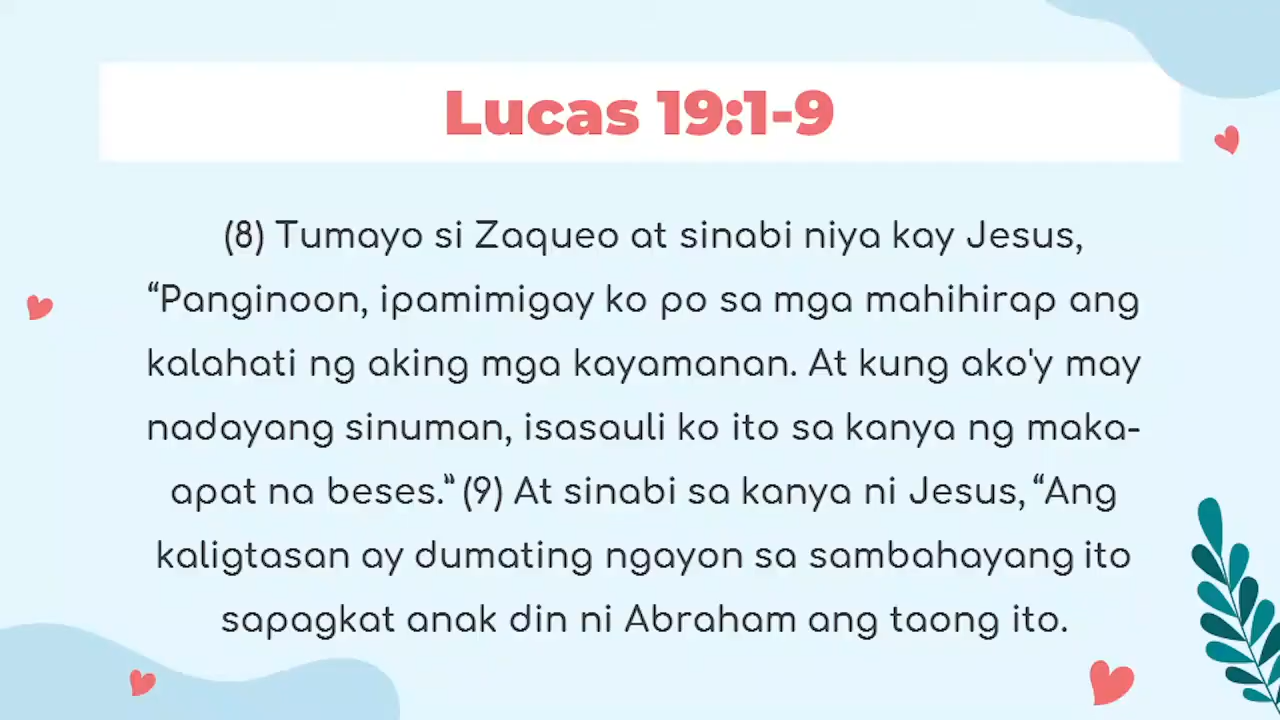 Lucas 19:1-9
(8) Tumayo si Zaqueo at sinabi niya kay Jesus,
“Panginoon, ipamimigay ko po sa mga mahihirap ang
kalahati ng aking mga kayamanan. At kung ako'y may
nadayang sinuman, isasauli ko ito sa kanya ng maka-
apat na beses.” (9) At sinabi sa kanya ni Jesus, “Ang
kaligtasan ay dumating ngayon sa sambahayang ito
sapagkat anak din ni Abraham ang taong ito.